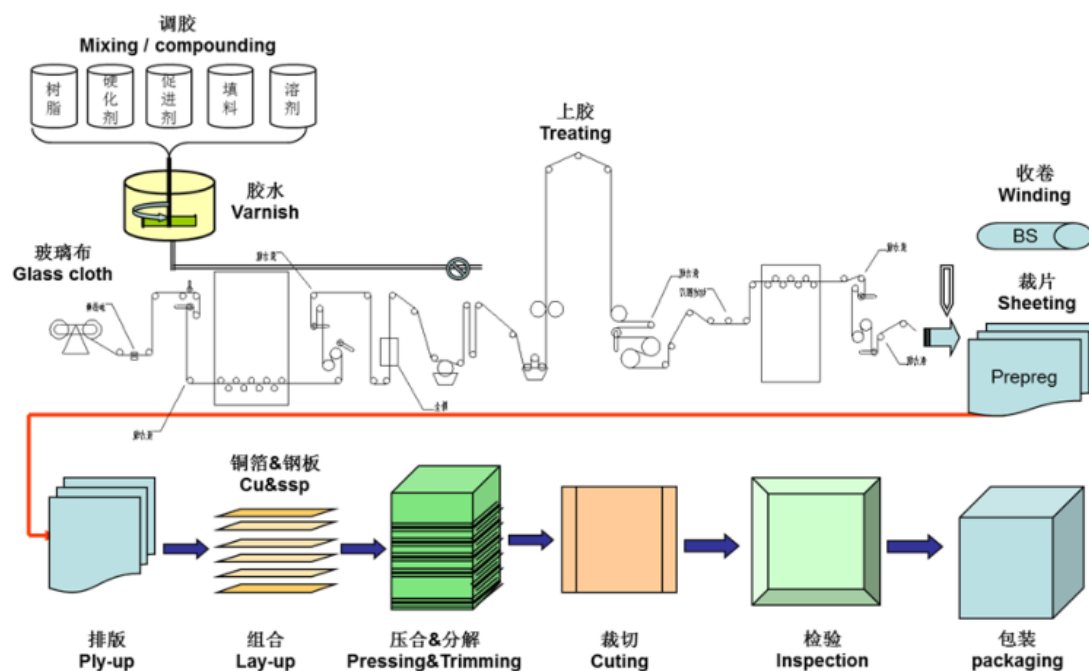 调胶
Mixing / compounding
树脂
硬化剂
促进剂
填料
溶剂
上胶
Treating
胶水
Varnish
收卷
Winding
BS
玻璃布
Glass cloth
裁片
Sheeting
Prepreg
铜箔&钢板
Cu&ssp
排版
Ply-up
组合
Lay-up
压合&分解
Pressing&Trimming
裁切
Cuting
检验
Inspection
包装
packaging